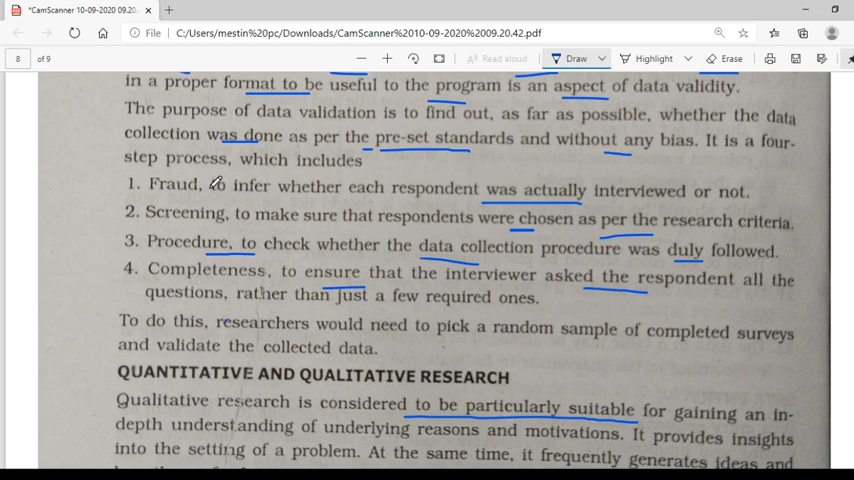 *CamScanner 10-09-2020 09.20.4
File C:/Users/mestin%20pc/Downloads/CamScanner%2010-09-2020%2009.20.42.pdf
8 of 9 Read aloud Draw Highlight Erase
in a proper format to be useful to the program is an aspect of data validity.
The purpose of data validation is to find out, as far as possible, whether the data
collection was done as per the pre-set standards and without any bias. It is a four-
step process, which includes
1. Fraud, to infer whether each respondent was actually interviewed or not.
2. Screening, to make sure that respondents were chosen as per the research criteria.
3. Procedure, to check whether the data collection procedure was duly followed.
4. Completeness, to ensure that the interviewer asked the respondent all the
questions, rather than just a few required ones.
To do this, researchers would need to pick a random sample of completed surveys
and validate the collected data.
QUANTITATIVE AND QUALITATIVE RESEARCH
Qualitative research is considered to be particularly suitable for gaining an in-
depth understanding of underlying reasons and motivations. It provides insights
into the setting of a problem. At the same time, it frequently generates ideas and